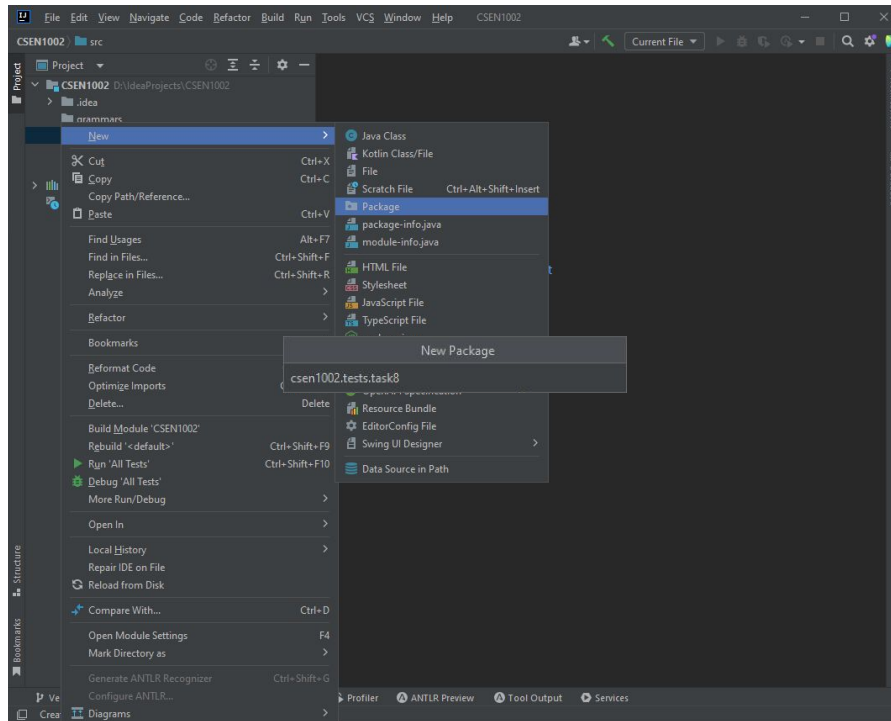 File Edit View Navigate Code Refactor Build Run Tools VCS Window Help CSEN1002
CSEN1002 src Current File
Project
Project
CSEN1002 D:\IdeaProjects\CSEN1002
.idea
grammars
New
Cut Ctrl+X
Copy Ctrl+C
Copy Path/Reference...
Paste Ctrl+V
Find Usages Alt+F7
Find in Files... Ctrl+Shift+F
Replace in Files... Ctrl+Shift+R
Analyze
Refactor
Bookmarks
Reformat Code
Optimize Imports
Delete... Delete
Build Module 'CSEN1002'
Rebuild '<default>' Ctrl+Shift+F9
Run 'All Tests' Ctrl+Shift+F10
Debug 'All Tests'
More Run/Debug
Open In
Local History
Repair IDE on File
Reload from Disk
Compare With... Ctrl+D
Open Module Settings F4
Mark Directory as
Generate ANTLR Recognizer Ctrl+Shift+G
Configure ANTLR...
Diagrams
Java Class
Kotlin Class/File
File
Scratch File Ctrl+Alt+Shift+Insert
Package
package-info.java
module-info.java
HTML File
Stylesheet
JavaScript File
TypeScript File
New Package
csen1002.tests.task8
Resource Bundle
EditorConfig File
Swing UI Designer
Data Source in Path
Structure
Bookmarks
Profiler ANTLR Preview Tool Output Services